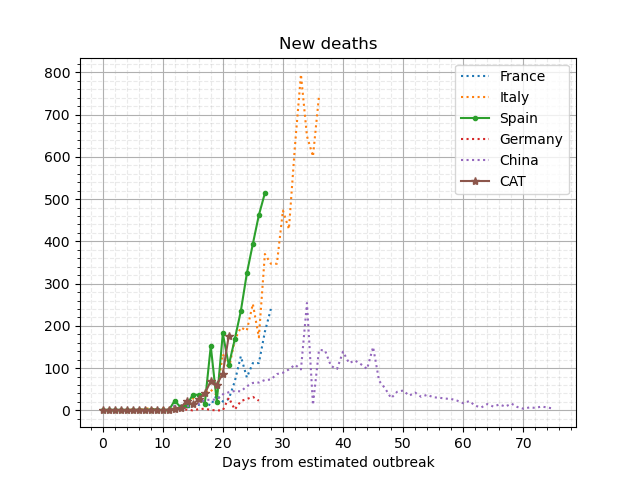 New deaths
800
700
600
500
400
300
200
100
0
France
Italy
Spain
Germany
China
CAT
0 10 20 30 40 50 60 70
Days from estimated outbreak